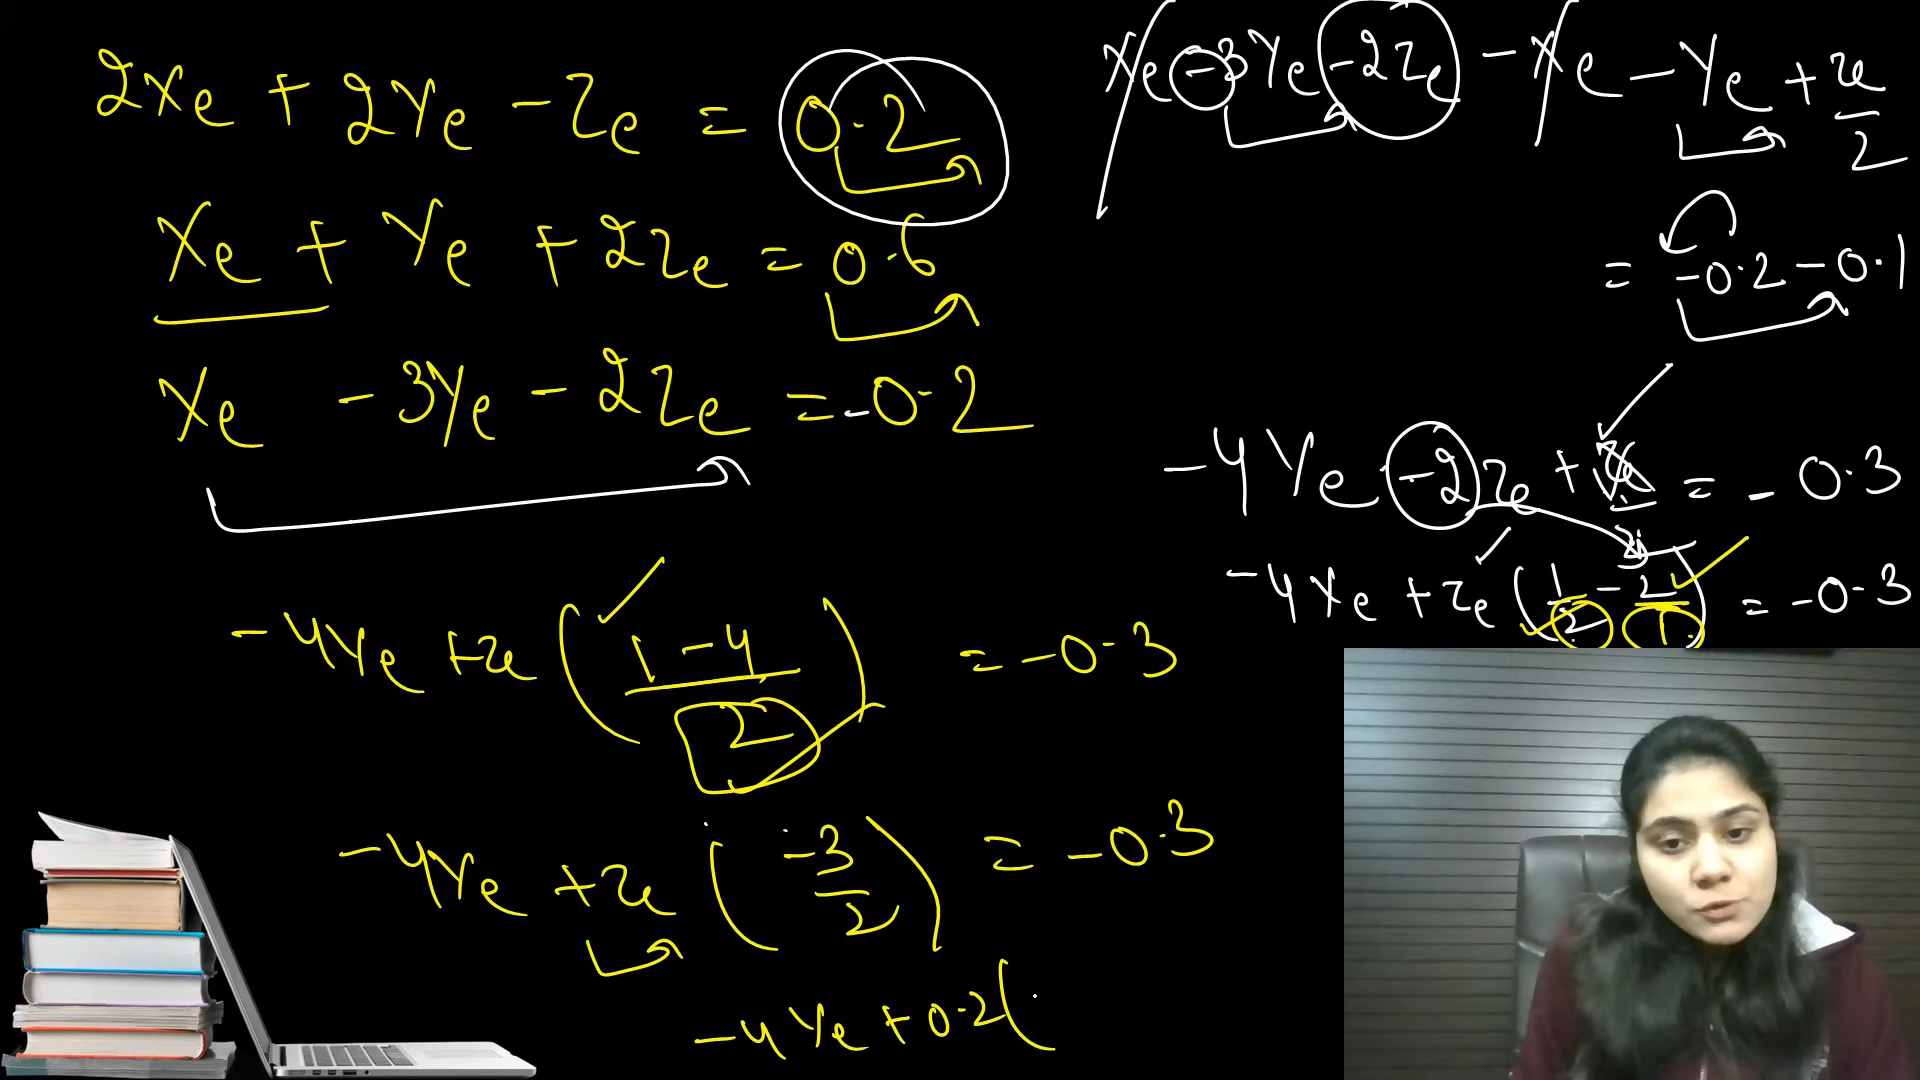 2Xe + 2Ye - Ze = 0.2
Xe + Ye + 2Ze = 0.6
Xe - 3Ye - 2Ze = -0.2
Xe - 3Ye - 2Ze - Xe - Ye + Ze/2
= -0.2 - 0.1
-4Ye - 2Ze + Ze/2 = -0.3
-4Ye + Ze (1/2 - 2/1) = -0.3
-4Ye + Ze (1-4/2) = -0.3
-4Ye + Ze (-3/2) = -0.3
-4Ye + 0.2(